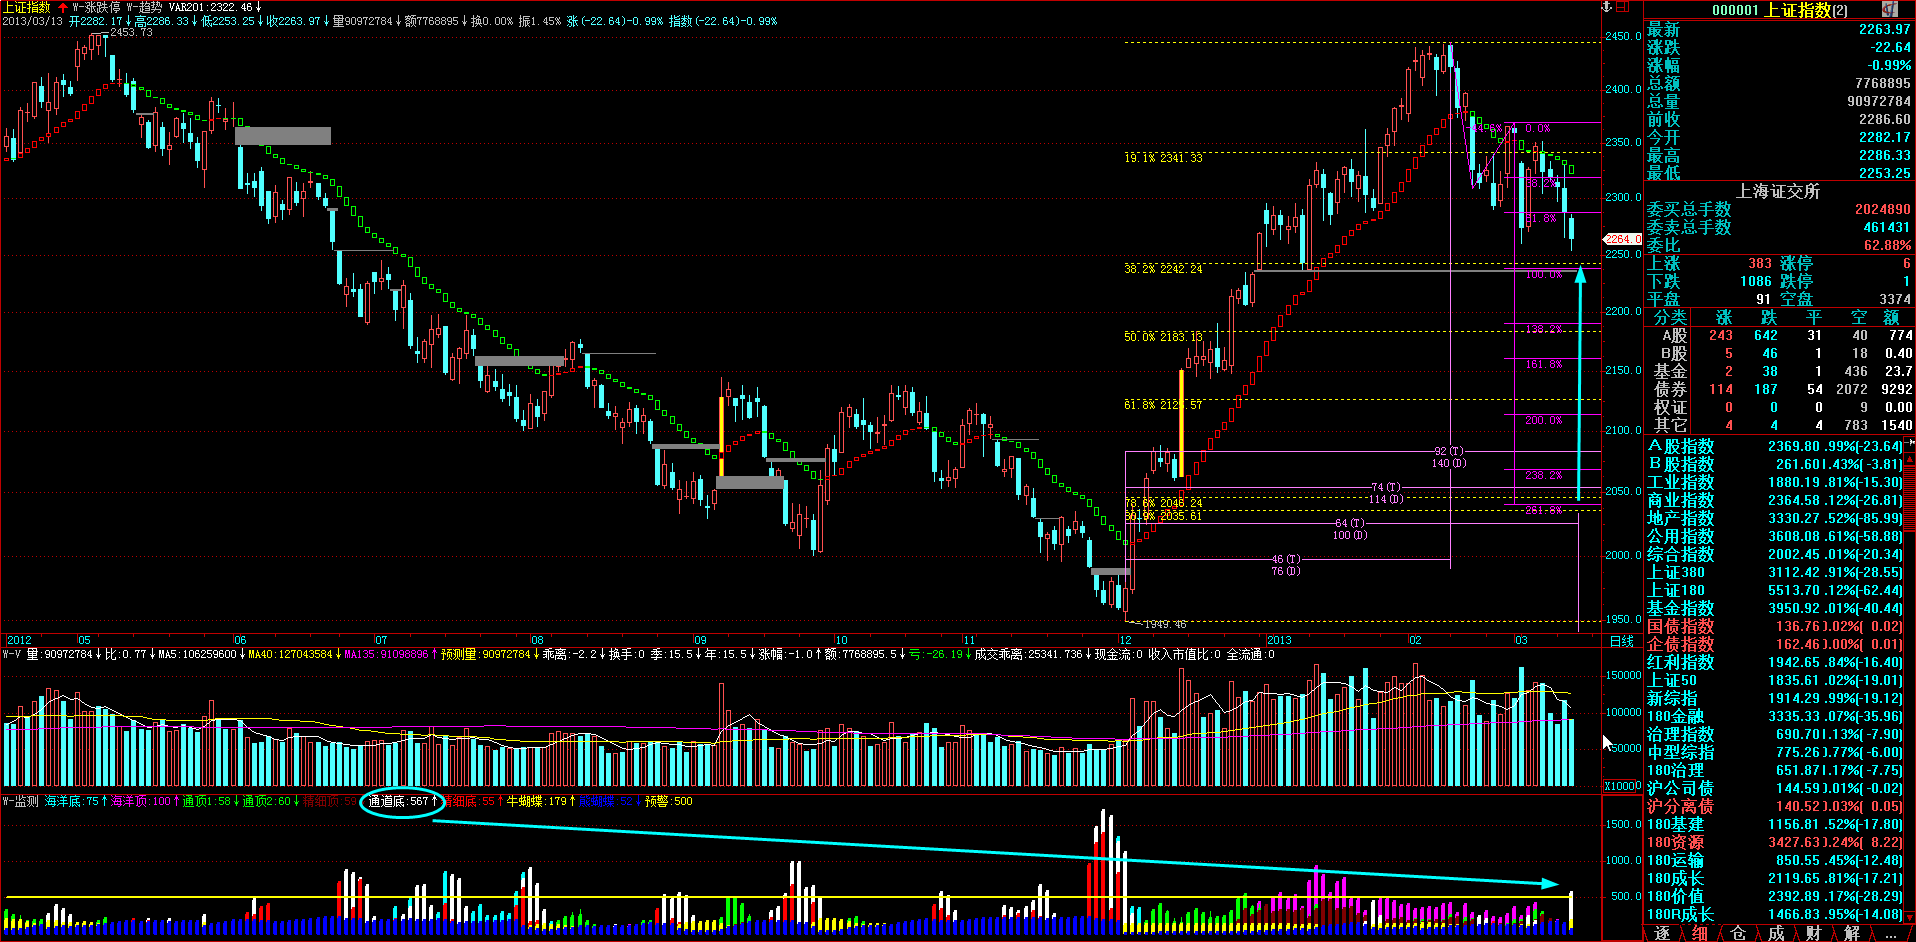 上证指数 W-涨跌停 W-趋势 VAR201:2322.46↓
2013/03/13 开2282.17↓高2286.33↓低2253.25↓收2263.97↓量90972784↓额7768895↓换0.00% 振1.45% 涨(-22.64)-0.99% 指数(-22.64)-0.99%
2453.73
19.1% 2341.33
38.2% 2242.24
50.0% 2183.13
61.8% 2125.57
78.6% 2046.24
2035.61
1949.46
0.0%
100.0%
138.2%
161.8%
200.0%
238.2%
261.8%
92(T)
140(D)
74(T)
114(D)
64(T)
100(D)
46(T)
76(D)
2450.0
2400.0
2350.0
2300.0
2264.0
2250.0
2200.0
2150.0
2100.0
2050.0
2000.0
1950.0
2012 05 06 07 08 09 10 11 12 2013 02 03 日线
W-V 量:90972784↓比:0.77↓MA5:106259600↓MA40:127043584↓MA135:91098896↑预测量:90972784↓乖离:-2.2↓换手:0 季:15.5↓年:15.5↓涨幅:-1.0↑额:7768895.5↓亏:-26.19↓成交乖离:25341.736↓现金流:0 收入市值比:0 全流通:0
150000
100000
50000
X10000
W-监测 海洋底:75↑海洋顶:100↑通顶1:58↓通顶2:60↓ 通道底:567↑ 精细底:55↑牛蝴蝶:179↑ 预警:500
1500.0
1000.0
500.0
000001 上证指数(2)
最新 2263.97
涨跌 -22.64
涨幅 -0.99%
总额 7768895
总量 90972784
前收 2286.60
今开 2282.17
最高 2286.33
最低 2253.25
上海证交所
委买总手数 2024890
委卖总手数 461431
委比 62.88%
上涨 383 涨停 6
下跌 1086 跌停 1
平盘 91 空盘 3374
分类 涨 跌 平 空 额
A股 243 642 31 40 774
B股 5 46 1 18 0.40
基金 2 38 1 436 23.7
债券 114 187 54 2072 9292
权证 0 0 0 9 0.00
其它 4 4 4 783 1540
A股指数 2369.80 .99%(-23.64)
B股指数 261.60 1.43%(-3.81)
工业指数 1880.19 .81%(-15.30)
商业指数 2364.58 .12%(-26.81)
地产指数 3330.27 .52%(-85.99)
公用指数 3608.08 .61%(-58.88)
综合指数 2002.45 .01%(-20.34)
上证380 3112.42 .91%(-28.55)
上证180 5513.70 .12%(-62.44)
基金指数 3950.92 .01%(-40.44)
国债指数 136.76 0.02%( 0.02)
企债指数 162.46 0.00%( 0.01)
红利指数 1942.65 .84%(-16.40)
上证50 1835.61 .02%(-19.01)
新综指 1914.29 .99%(-19.12)
180金融 3335.33 .07%(-35.96)
治理指数 690.70 1.13%(-7.90)
中型综指 775.26 0.77%(-6.00)
180治理 651.87 1.17%(-7.75)
沪公司债 144.59 0.01%(-0.02)
沪分离债 140.52 0.03%( 0.05)
180基建 1156.81 .52%(-17.80)
180资源 3427.63 0.24%( 8.22)
180运输 850.55 .45%(-12.48)
180成长 2119.65 .81%(-17.21)
180价值 2392.89 .17%(-28.29)
180R成长 1466.83 .95%(-14.08)
逐 细 仓 成 财 解 ...